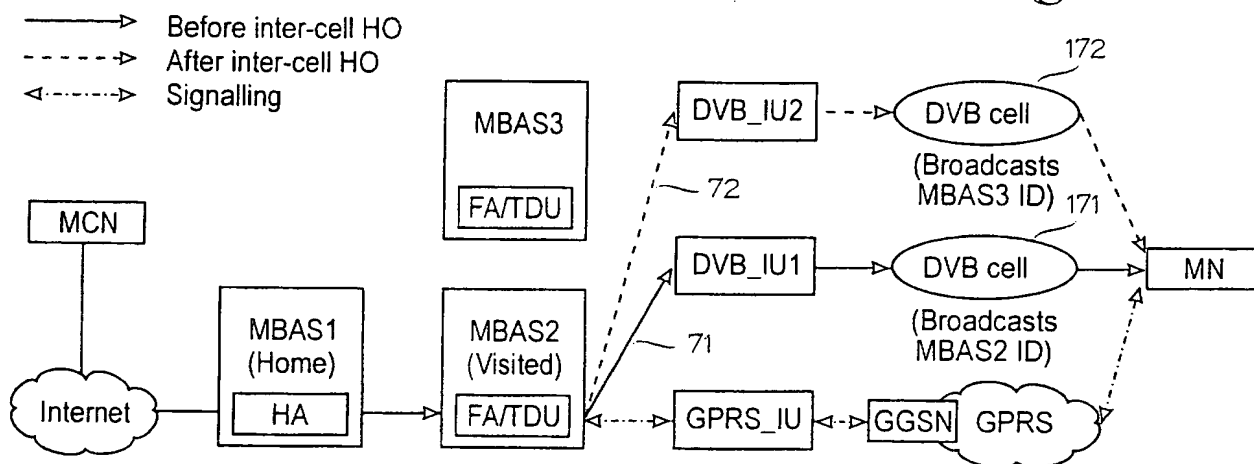 Before inter-cell HO
After inter-cell HO
Signalling
172
MBAS3
FA/TDU
DVB_IU2
DVB cell
(Broadcasts
MBAS3 ID)
72
171
MCN
DVB_IU1
DVB cell
MN
(Broadcasts
MBAS2 ID)
MBAS1
(Home)
HA
MBAS2
(Visited)
FA/TDU
71
Internet
GPRS_IU
GGSN
GPRS